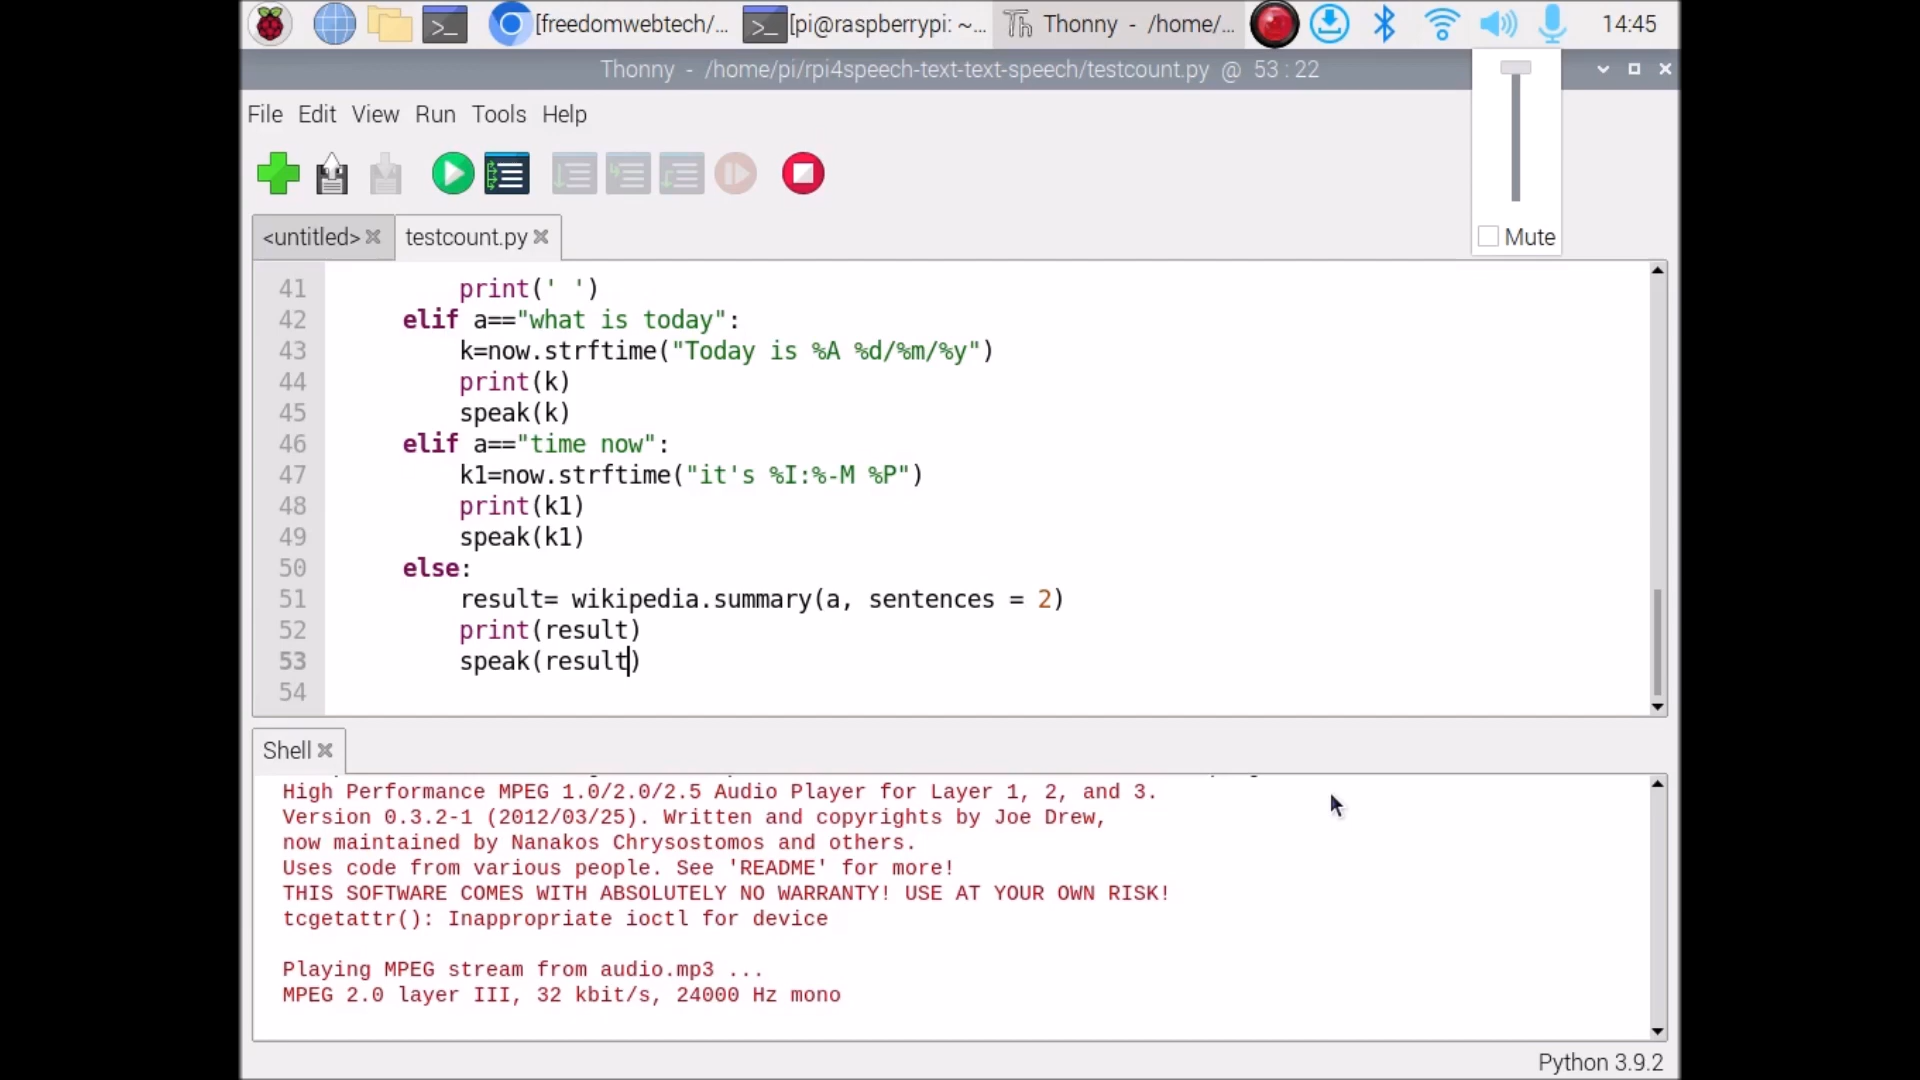 [freedomwebtech/... [pi@raspberrypi: ~... Thonny - /home/... 14:45
Thonny - /home/pi/rpi4speech-text-text-speech/testcount.py @ 53 : 22
File Edit View Run Tools Help
<untitled> testcount.py
Mute
41 print(' ')
42 elif a=="what is today":
43 k=now.strftime("Today is %A %d/%m/%y")
44 print(k)
45 speak(k)
46 elif a=="time now":
47 k1=now.strftime("it's %I:%-M %P")
48 print(k1)
49 speak(k1)
50 else:
51 result= wikipedia.summary(a, sentences = 2)
52 print(result)
53 speak(result)
54
Shell
High Performance MPEG 1.0/2.0/2.5 Audio Player for Layer 1, 2, and 3.
Version 0.3.2-1 (2012/03/25). Written and copyrights by Joe Drew,
now maintained by Nanakos Chrysostomos and others.
Uses code from various people. See 'README' for more!
THIS SOFTWARE COMES WITH ABSOLUTELY NO WARRANTY! USE AT YOUR OWN RISK!
tcgetattr(): Inappropriate ioctl for device
Playing MPEG stream from audio.mp3 ...
MPEG 2.0 layer III, 32 kbit/s, 24000 Hz mono
Python 3.9.2